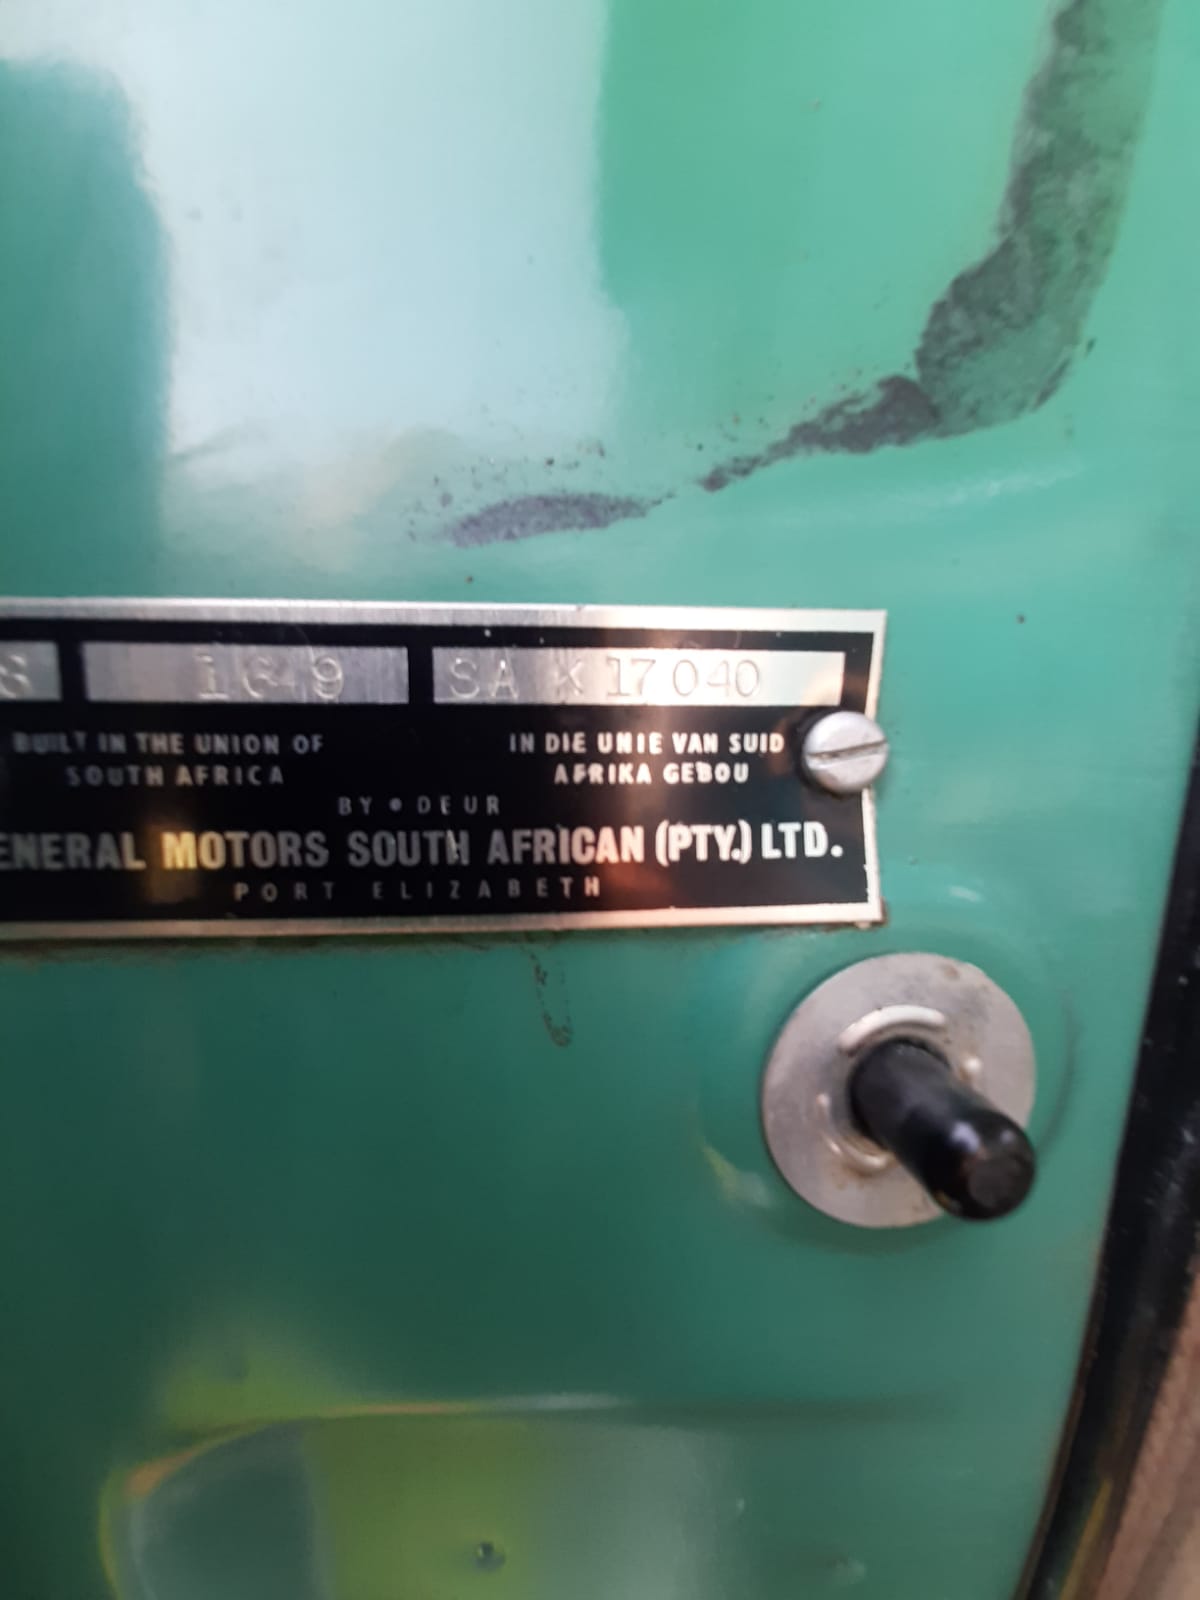 1649 SA K 17040
BUILT IN THE UNION OF SOUTH AFRICA
IN DIE UNIE VAN SUID AFRIKA GEBOU
BY • DEUR
ENERAL MOTORS SOUTH AFRICAN (PTY.) LTD.
PORT ELIZABETH